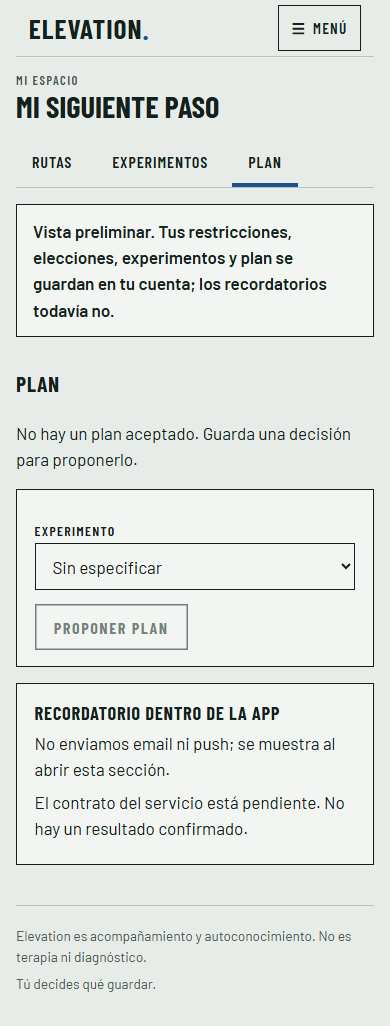 ELEVATION.
☰ MENÚ
MI ESPACIO
MI SIGUIENTE PASO
RUTAS
EXPERIMENTOS
PLAN
Vista preliminar. Tus restricciones,
elecciones, experimentos y plan se
guardan en tu cuenta; los recordatorios
todavía no.
PLAN
No hay un plan aceptado. Guarda una decisión
para proponerlo.
EXPERIMENTO
Sin especificar
PROPONER PLAN
RECORDATORIO DENTRO DE LA APP
No enviamos email ni push; se muestra al
abrir esta sección.
El contrato del servicio está pendiente. No
hay un resultado confirmado.
Elevation es acompañamiento y autoconocimiento. No es
terapia ni diagnóstico.
Tú decides qué guardar.